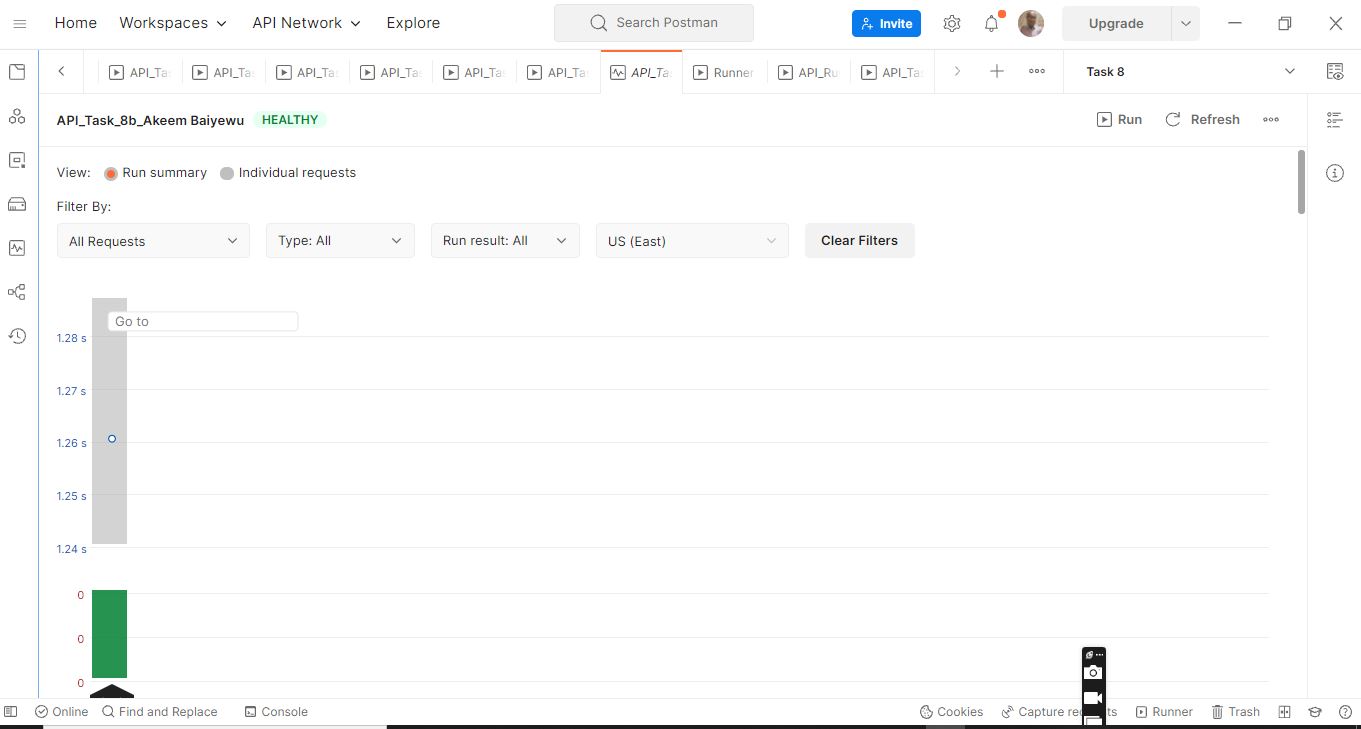 Home Workspaces API Network Explore Search Postman Invite Upgrade
API_Ta API_Ta API_Ta API_Ta API_Ta API_Ta API_Ta Runner API_Ru API_Ta Task 8
API_Task_8b_Akeem Baiyewu HEALTHY Run Refresh
View: Run summary Individual requests
Filter By:
All Requests Type: All Run result: All US (East) Clear Filters
Go to
1.28 s
1.27 s
1.26 s
1.25 s
1.24 s
0
0
0
Online Find and Replace Console Cookies Capture Runner Trash